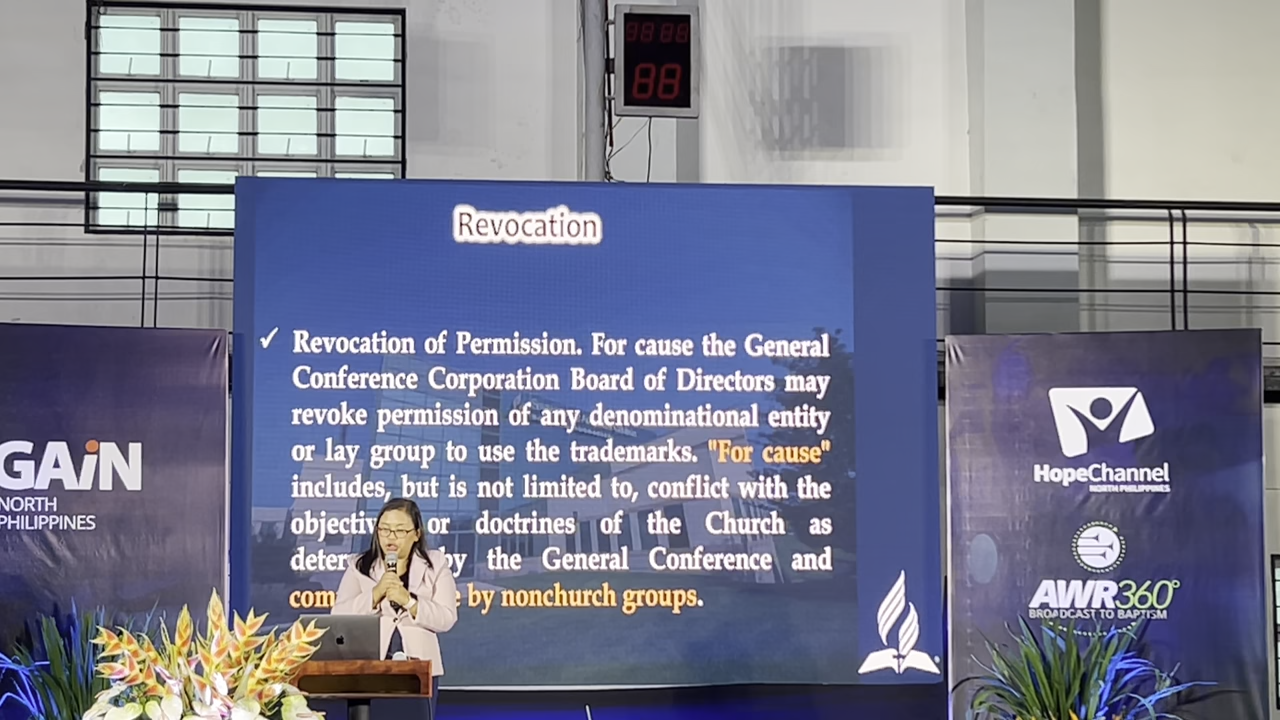 88
Revocation
✓ Revocation of Permission. For cause the General
Conference Corporation Board of Directors may
revoke permission of any denominational entity
or lay group to use the trademarks. "For cause"
includes, but is not limited to, conflict with the
or doctrines of the Church as
by the General Conference and
by nonchurch groups.
GAiN
NORTH
PHILIPPINES
HopeChannel
NORTH PHILIPPINES
AWR360°
BROADCAST TO BAPTISM